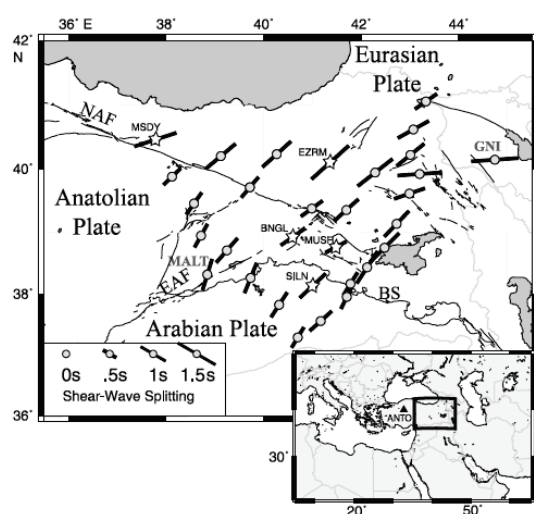 36° E
38°
40°
42°
44°
42°
N
Eurasian
Plate
NAF
MSDY
EZRM
GNI
40°
Anatolian
Plate
BNGL
MUSH
MALT
EAF
SILN
38°
BS
Arabian Plate
0s
.5s
1s
1.5s
Shear-Wave Splitting
36°
ANTO
30°
20°
50°